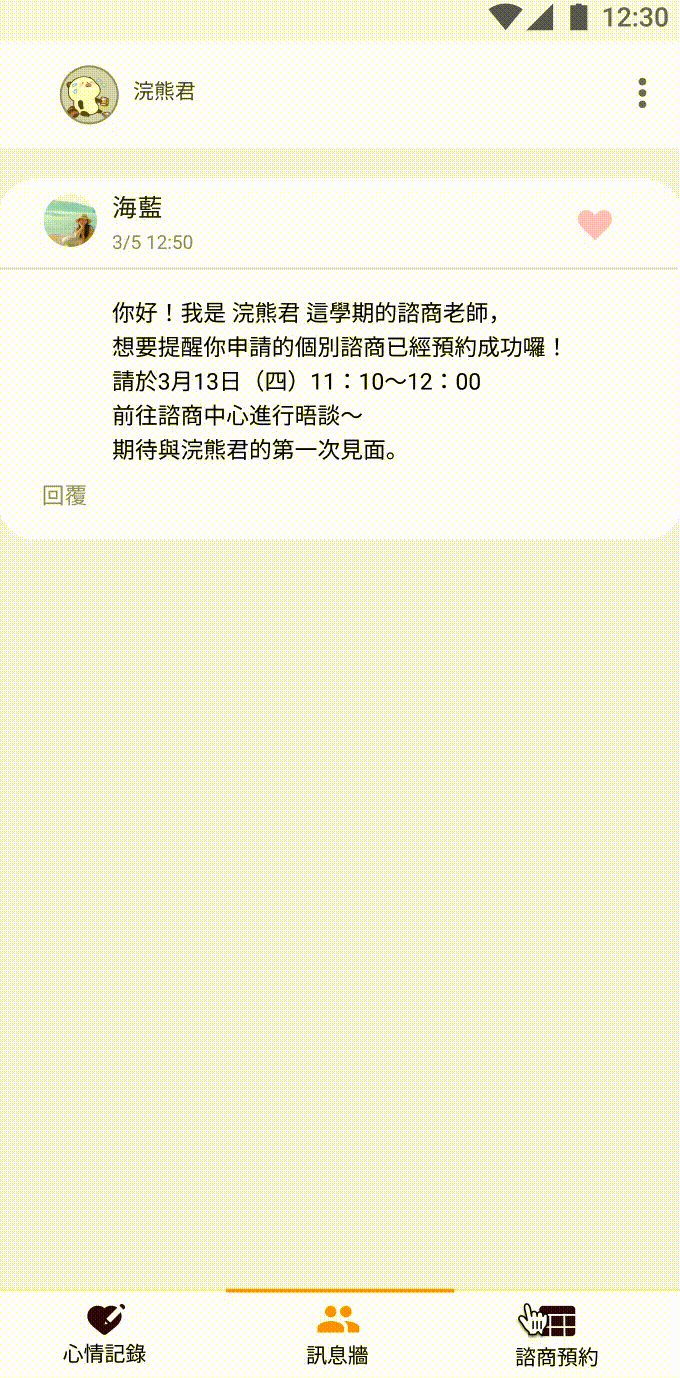 12:30
浣熊君
海藍
3/5 12:50
你好！我是 浣熊君 這學期的諮商老師，
想要提醒你申請的個別諮商已經預約成功囉！
請於3月13日（四）11：10～12：00
前往諮商中心進行晤談～
期待與浣熊君的第一次見面。
回覆
心情記錄
訊息牆
諮商預約